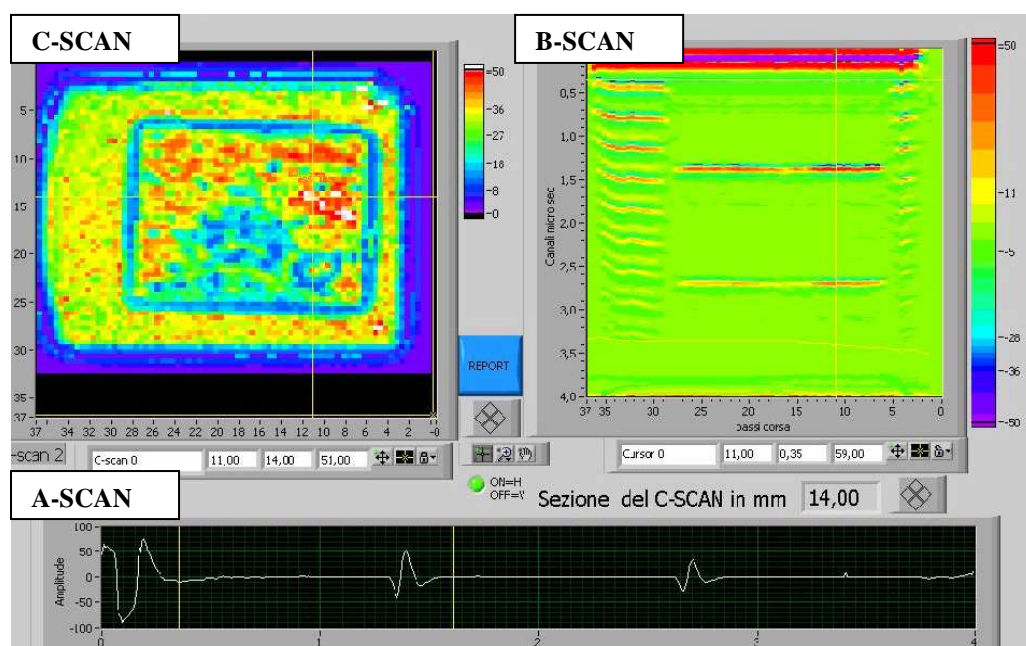 C-SCAN
5-
10-
15-
20-
25-
30-
35-
37-
37 34 32 30 28 26 24 22 20 18 16 14 12 10 8 6 4 2 -0
=50
-36
-27
-18
-8
-0
REPORT
B-SCAN
Canali micro sec
0,5-
1,0-
1,5-
2,0-
2,5-
3,0-
3,5-
4,0-
37 35 30 25 20 15 10 5 0
passi corsa
=50
-11
-5
-28
-36
-50
-scan 2
C-scan 0 11,00 14,00 51,00
Cursor 0 11,00 0,35 59,00
ON=H
OFF=V
Sezione del C-SCAN in mm 14,00
A-SCAN
Amplitude
100-
50-
0-
-50-
-100-
0 1 2 3 4